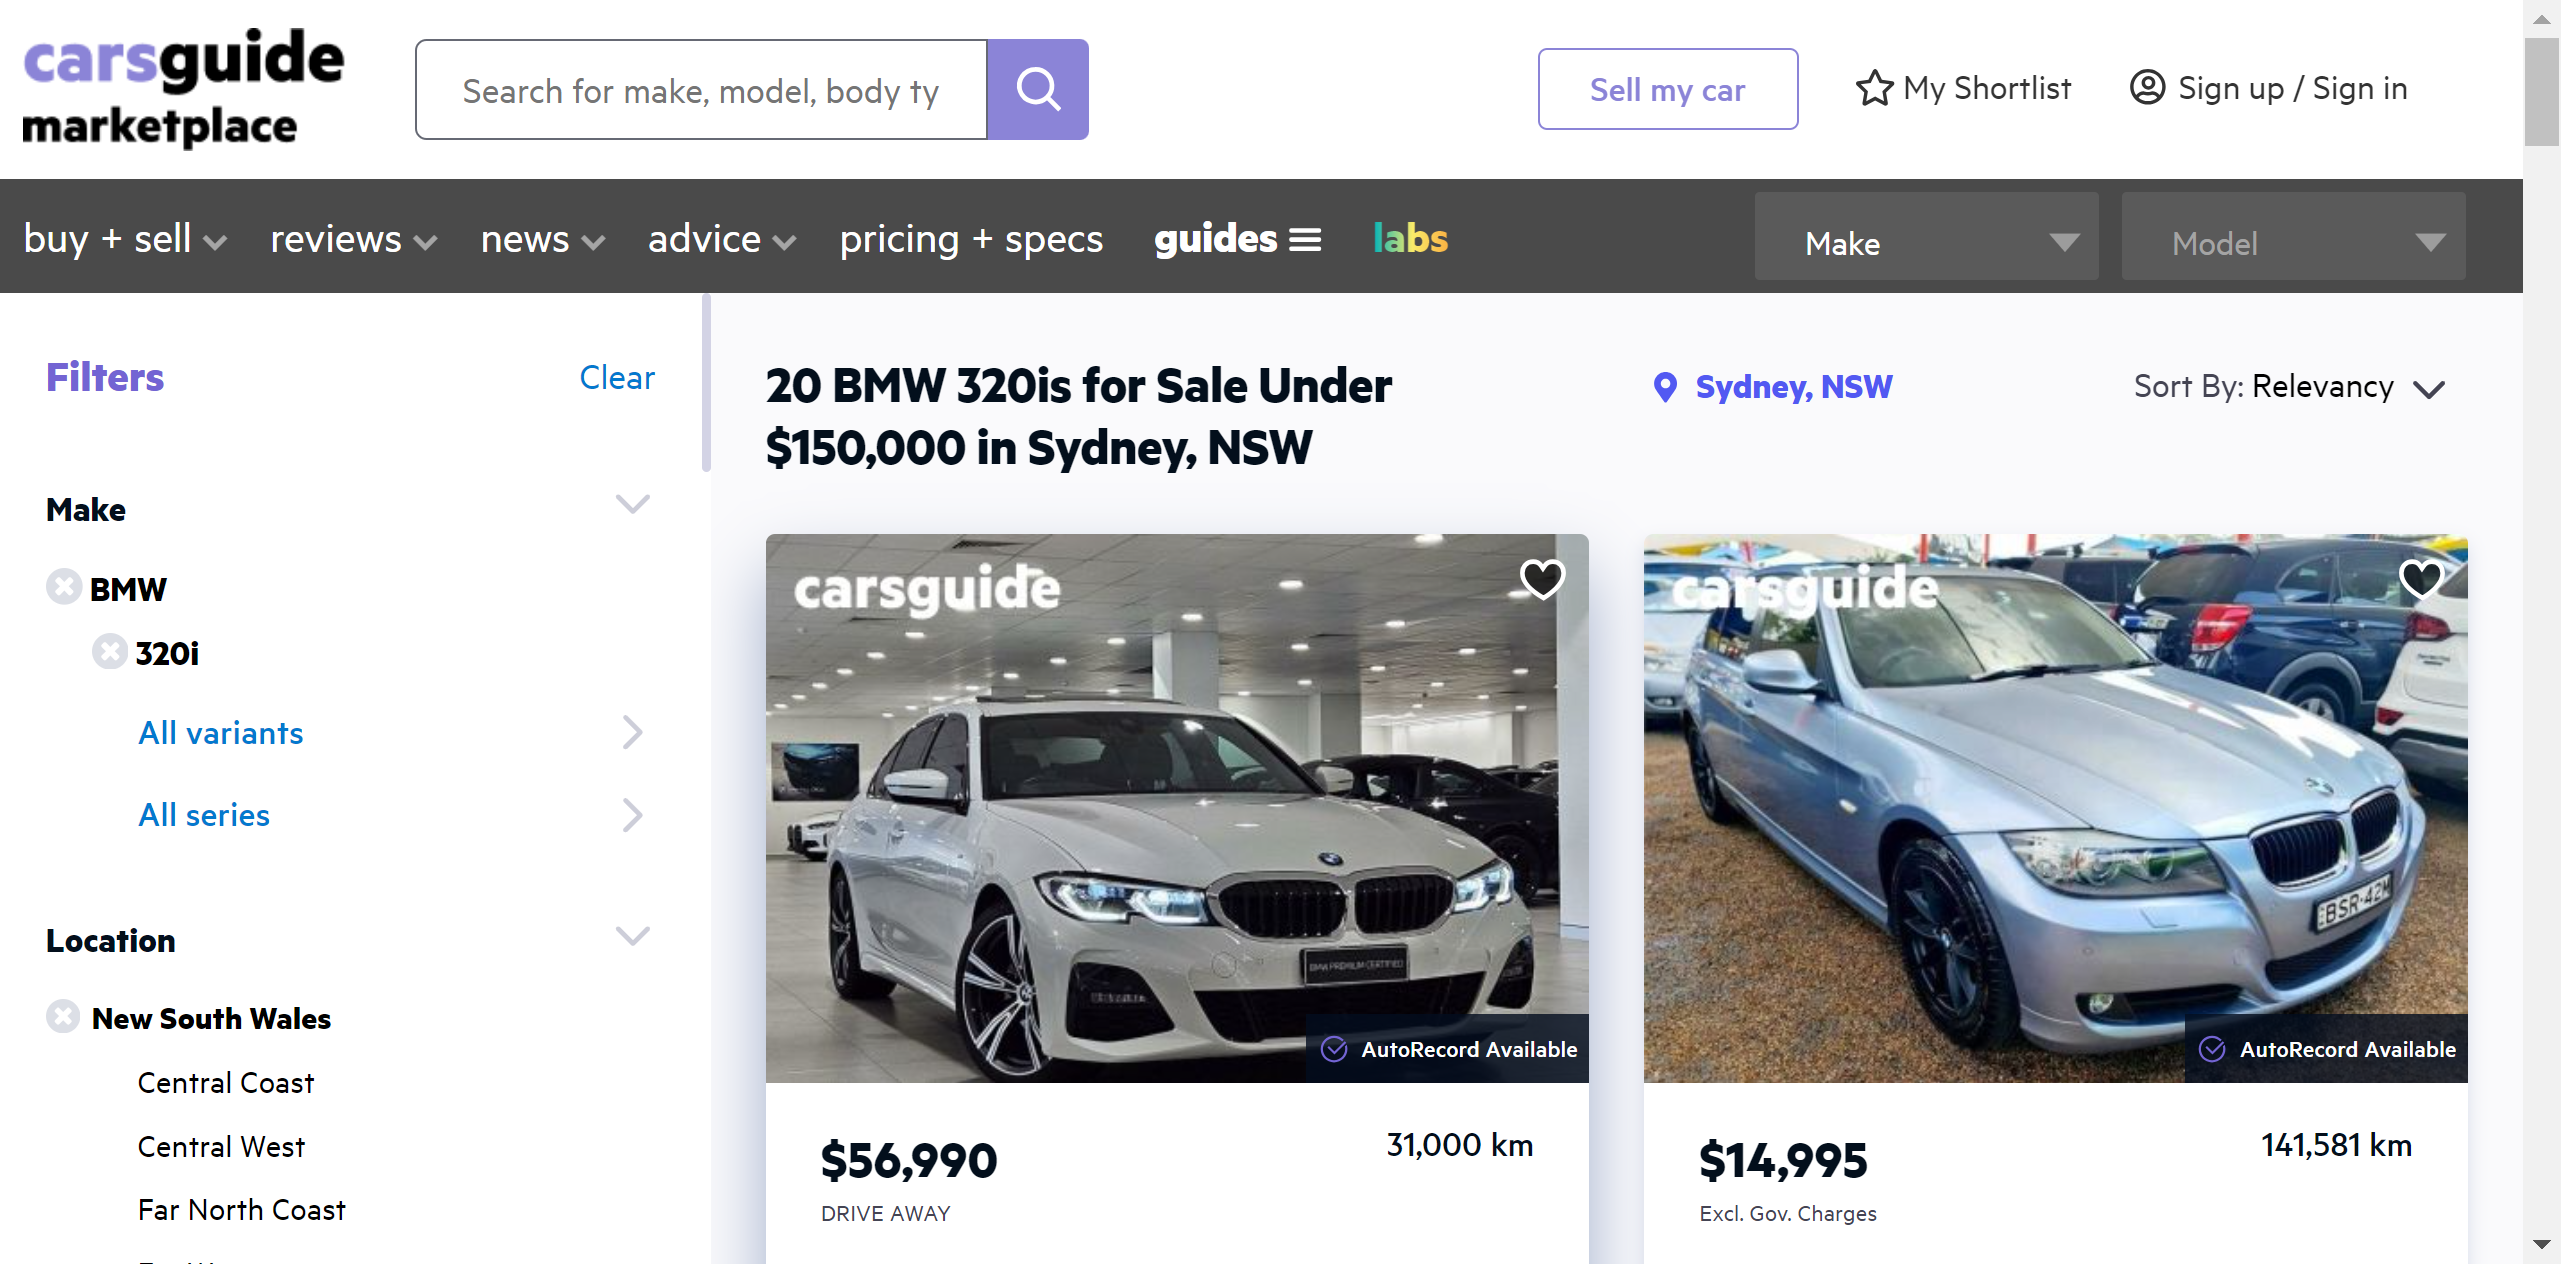 carsguide
marketplace
Search for make, model, body ty
Sell my car
My Shortlist
Sign up / Sign in
buy + sell
reviews
news
advice
pricing + specs
guides
labs
Make
Model
Filters
Clear
Make
BMW
320i
All variants
All series
Location
New South Wales
Central Coast
Central West
Far North Coast
20 BMW 320is for Sale Under
$150,000 in Sydney, NSW
Sydney, NSW
Sort By: Relevancy
carsguide
BMW PREMIUM CERTIFIED
AutoRecord Available
$56,990
31,000 km
DRIVE AWAY
carsguide
BSR-42M
AutoRecord Available
$14,995
141,581 km
Excl. Gov. Charges